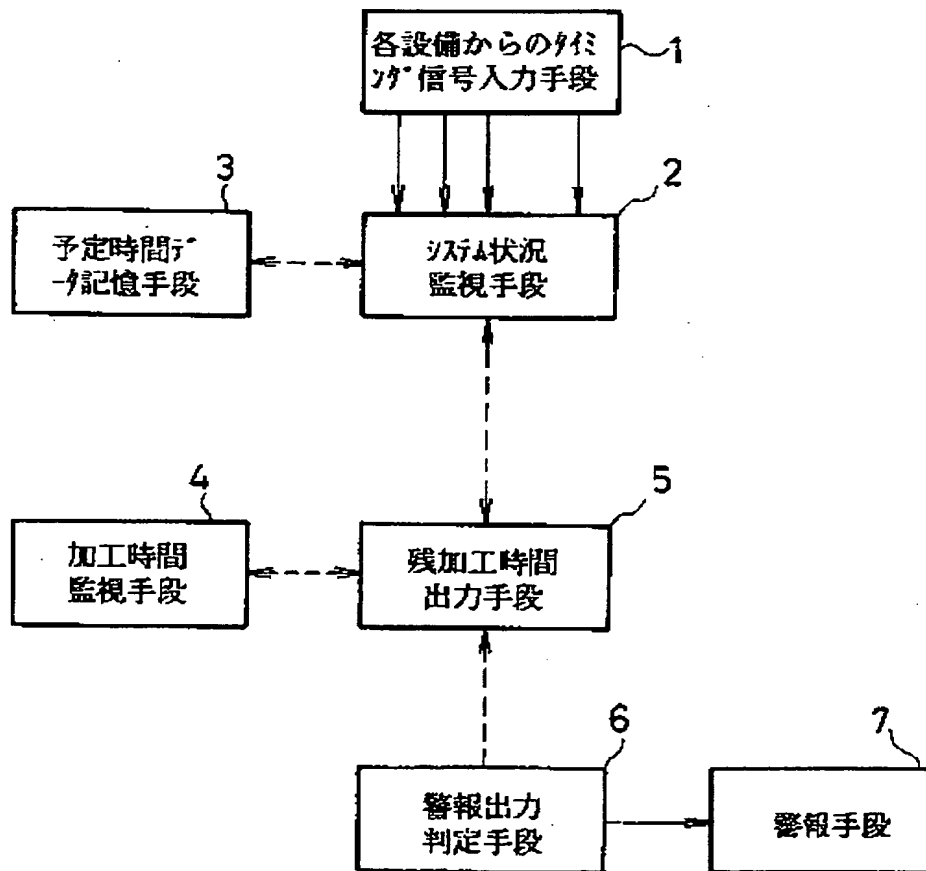 各設備からのﾀｲﾐ
ﾝｸﾞ信号入力手段
1
3
2
予定時間ﾃﾞ
ｰﾀ記憶手段
ｼｽﾃﾑ状況
監視手段
4
5
加工時間
監視手段
残加工時間
出力手段
6
7
警報出力
判定手段
警報手段